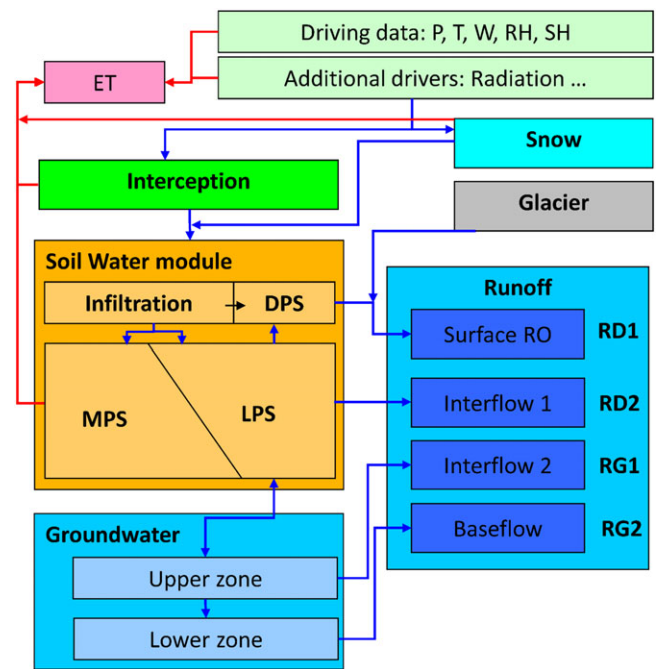 Driving data: P, T, W, RH, SH
ET
Additional drivers: Radiation ...
Snow
Interception
Glacier
Soil Water module
Infiltration
DPS
MPS
LPS
Runoff
Surface RO
RD1
Interflow 1
RD2
Interflow 2
RG1
Baseflow
RG2
Groundwater
Upper zone
Lower zone